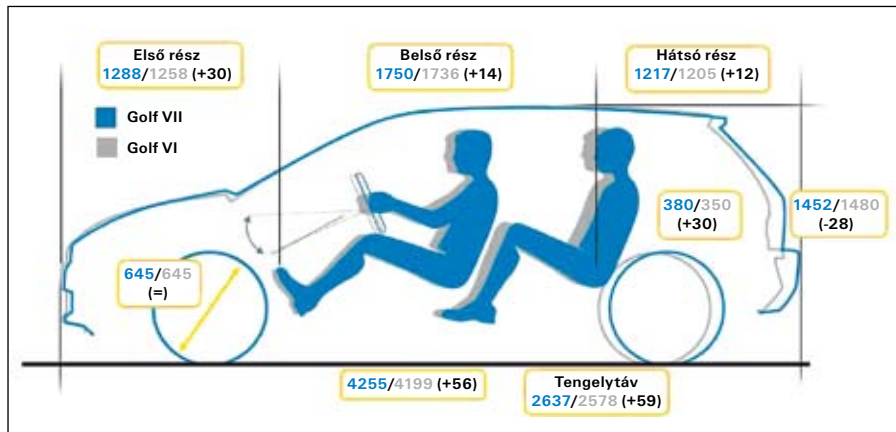 Első rész
1288/1258 (+30)
Belső rész
1750/1736 (+14)
Hátsó rész
1217/1205 (+12)
Golf VII
Golf VI
380/350
(+30)
1452/1480
(-28)
645/645
(=)
4255/4199 (+56)
Tengelytáv
2637/2578 (+59)